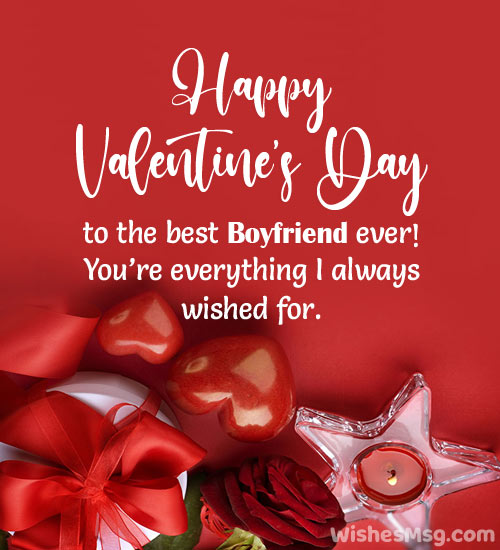 Happy
Valentine's Day
to the best Boyfriend ever!
You're everything I always
wished for.
WishesMsg.com